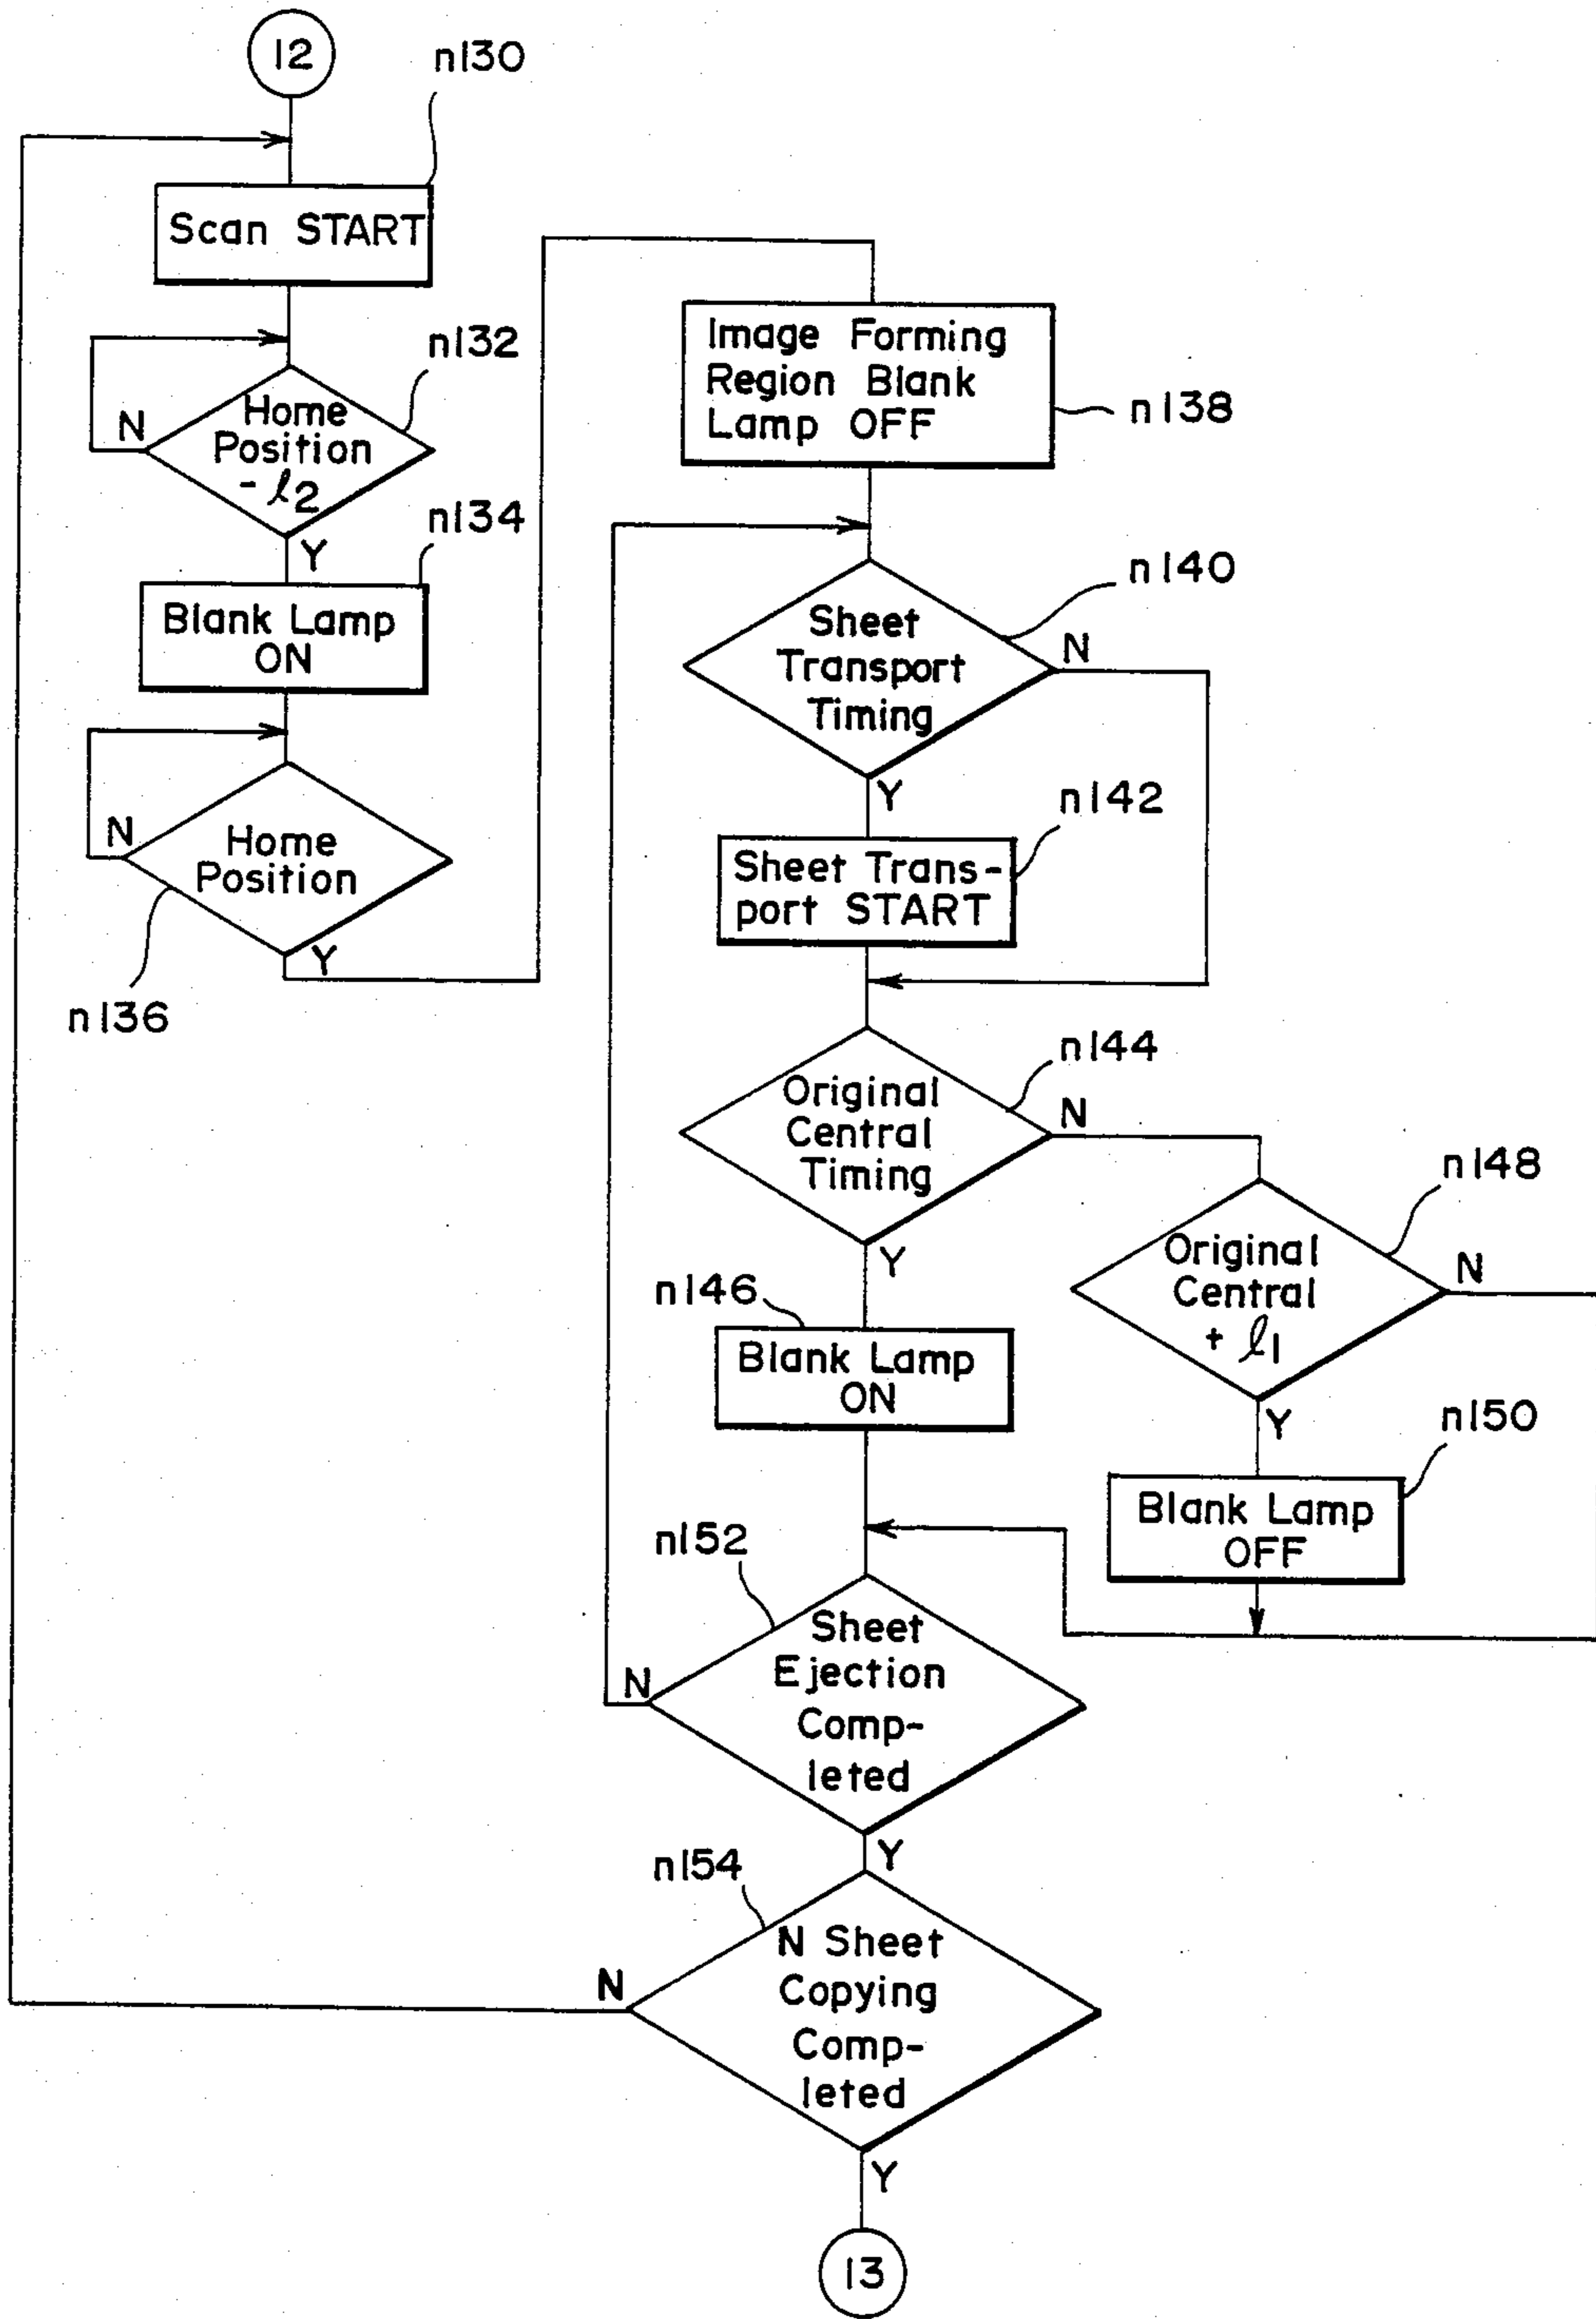 12
n130
Scan START
n132
Home
Position
- ℓ2
N
Y
n134
Blank Lamp
ON
Home
Position
N
Y
n136
Image Forming
Region Blank
Lamp OFF
n138
n140
Sheet
Transport
Timing
N
Y
n142
Sheet Trans-
port START
n144
Original
Central
Timing
N
Y
n146
Blank Lamp
ON
n148
Original
Central
+ ℓ1
N
Y
n150
Blank Lamp
OFF
n152
Sheet
Ejection
Comp-
leted
N
Y
n154
N Sheet
Copying
Comp-
leted
N
Y
13